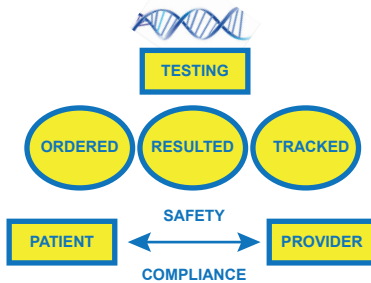 TESTING
ORDERED RESULTED TRACKED
SAFETY
PATIENT PROVIDER
COMPLIANCE